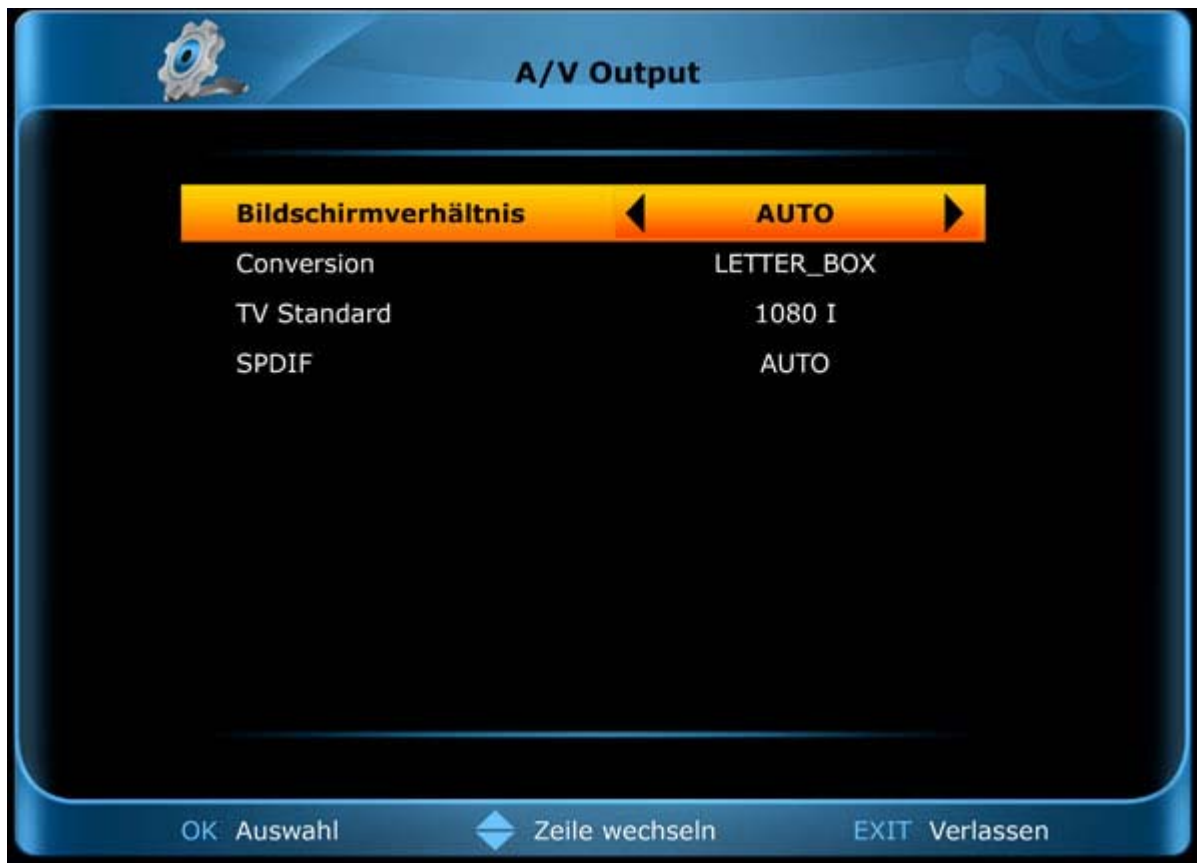 A/V Output
Bildschirmverhältnis AUTO
Conversion LETTER_BOX
TV Standard 1080 I
SPDIF AUTO
OK Auswahl Zeile wechseln EXIT Verlassen